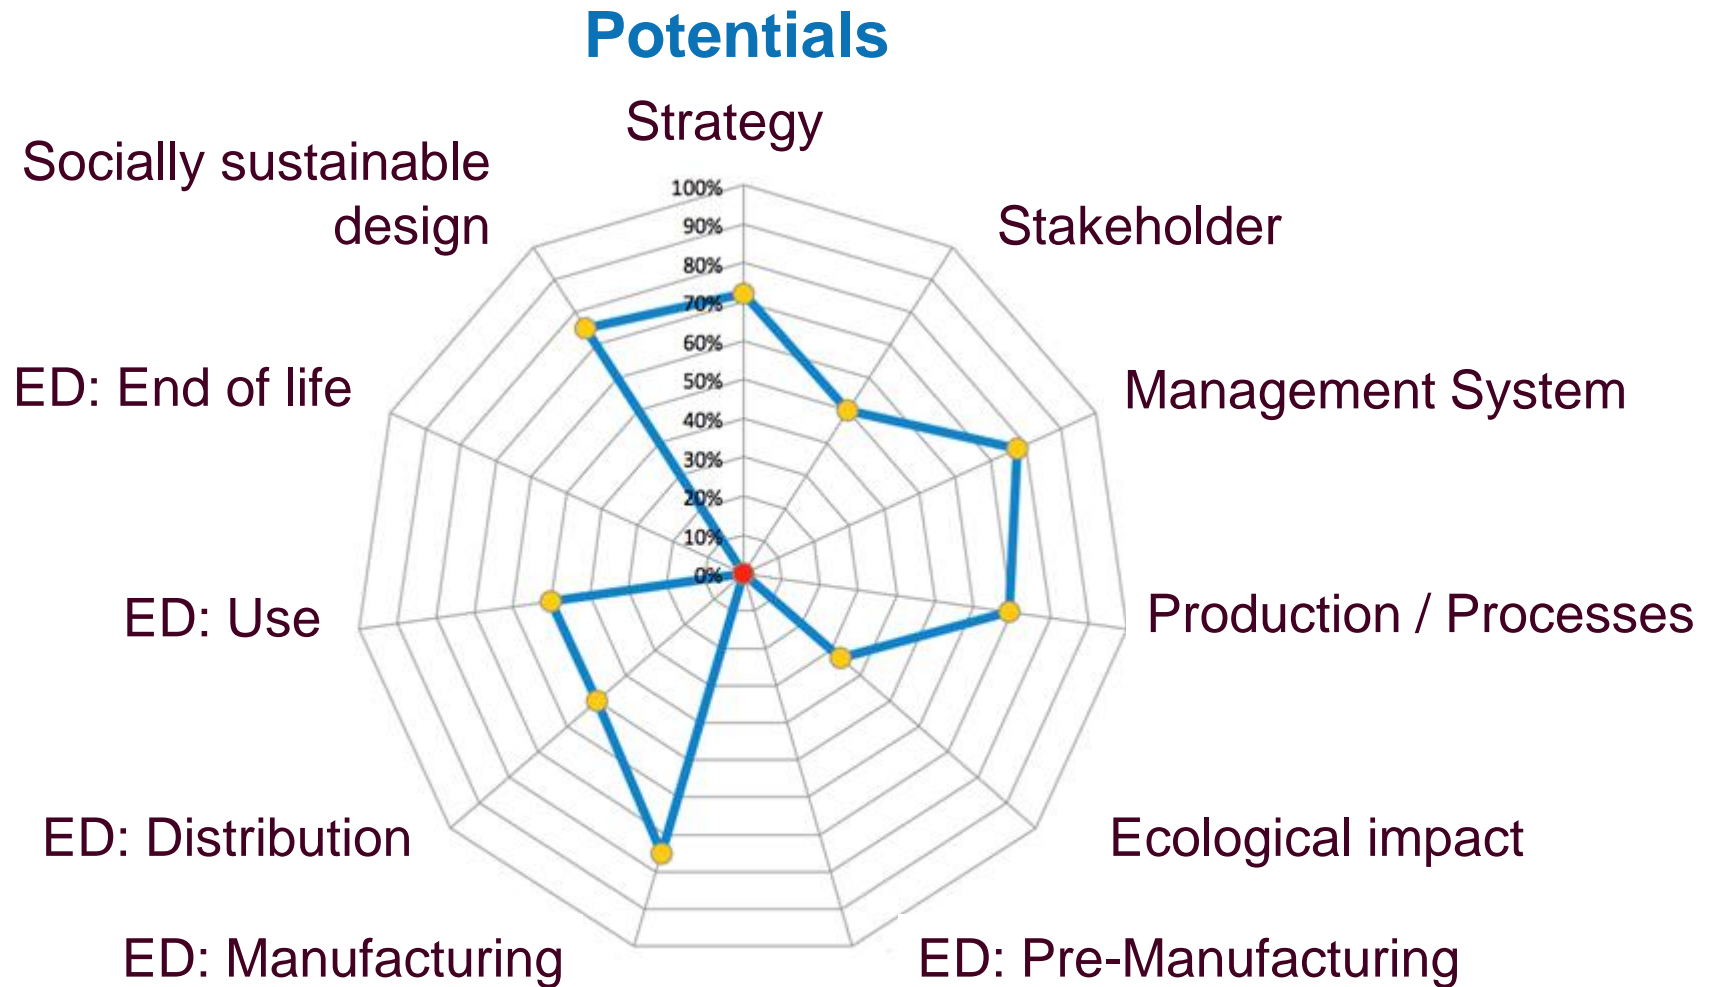 Potentials
Strategy
Socially sustainable
design
Stakeholder
100%
90%
80%
70%
60%
50%
40%
30%
20%
10%
0%
ED: End of life
Management System
ED: Use
Production / Processes
ED: Distribution
Ecological impact
ED: Manufacturing
ED: Pre-Manufacturing